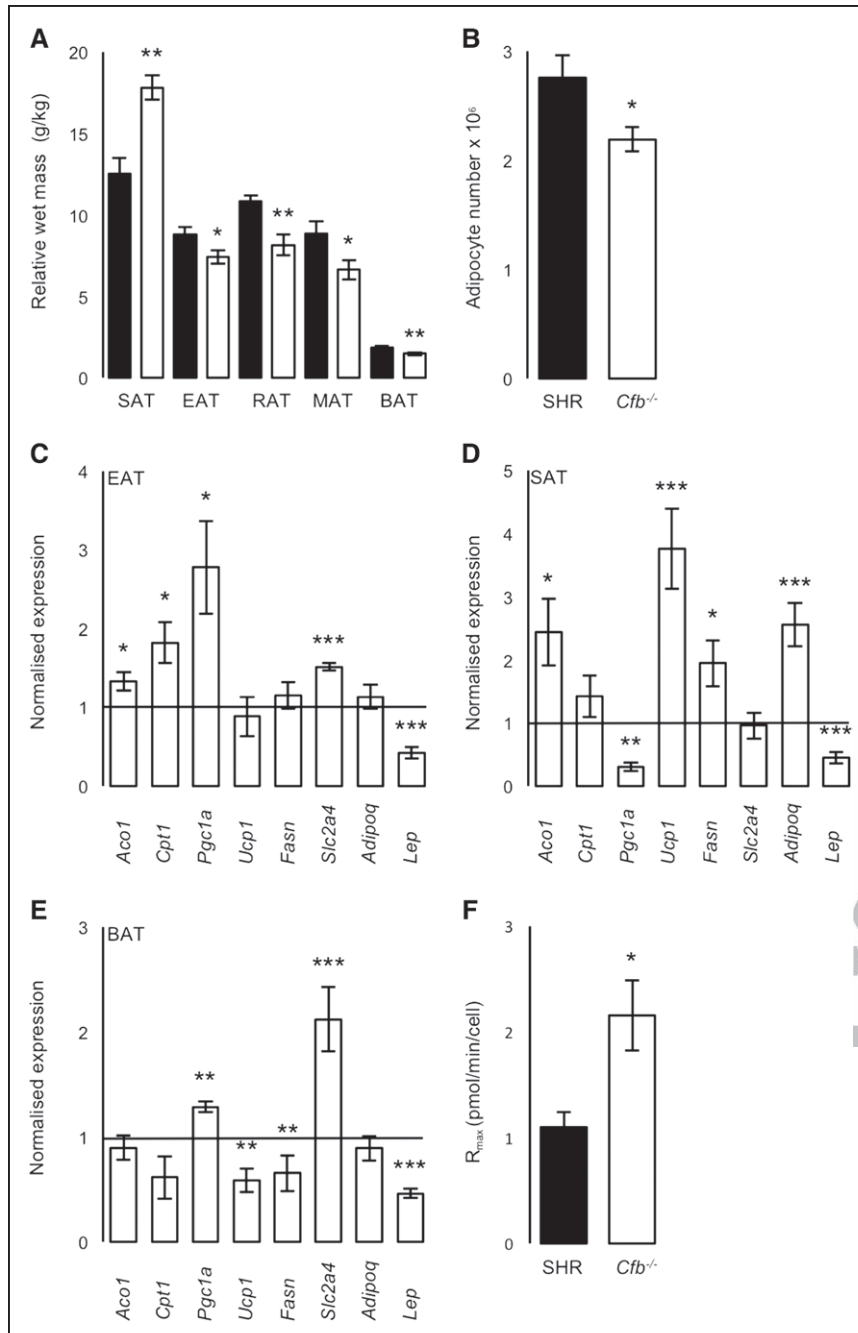 A
20
15
10
5
0
Relative wet mass (g/kg)
**
*
**
*
**
SAT EAT RAT MAT BAT
B
3
2
1
0
Adipocyte number x 10⁶
*
SHR Cfb-/-
C
EAT
4
3
2
1
0
Normalised expression
*
*
*
***
***
Aco1 Cpt1 Pgc1a Ucp1 Fasn Slc2a4 Adipoq Lep
D
SAT
5
4
3
2
1
0
Normalised expression
*
**
***
*
***
***
Aco1 Cpt1 Pgc1a Ucp1 Fasn Slc2a4 Adipoq Lep
E
BAT
3
2
1
0
Normalised expression
**
**
**
***
***
Aco1 Cpt1 Pgc1a Ucp1 Fasn Slc2a4 Adipoq Lep
F
3
2
1
0
Rmax (pmol/min/cell)
*
SHR Cfb-/-